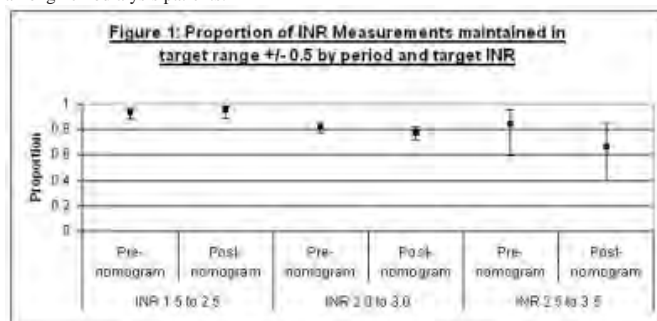 Figure 1: Proportion of INR Measurements maintained in
target range +/- 0.5 by period and target INR
Proportion
1
0.8
0.6
0.4
0.2
0
Pre-
nomogram
Post-
nomogram
Pre-
nomogram
Post-
nomogram
Pre-
nomogram
Post-
nomogram
INR 1.5 to 2.5
INR 2.0 to 3.0
INR 2.5 to 3.5